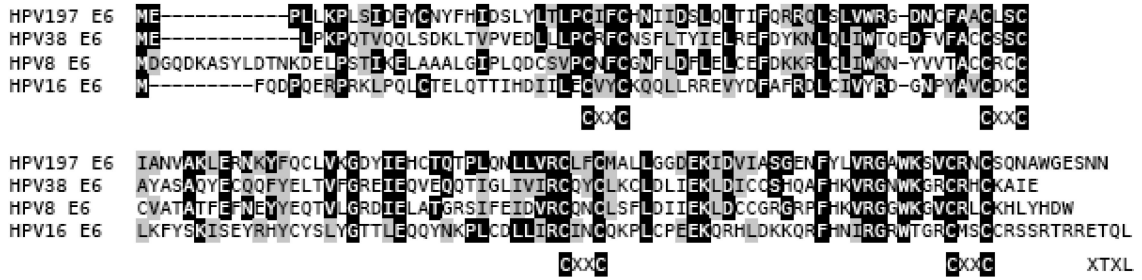 HPV197 E6 ME-----------PLLKPLSIDEYCNYFHIDSLYLTLPCIFCHNIIDSLQLTIFQRRQLSLVWRG-DNCFAACLSC
HPV38 E6 ME------------LPKPQTVQQLSDKLTVPVEDLLLPCRFCNSFLTYIELREFDYKNLQLIWTQEDFVFACCSSC
HPV8 E6 MDGQDKASYLDTNKDELPSTIKELAAALGIPLQDCSVPCNFCGNFLDFLELCEFDKKRLCLIWKN-YVVTACCRCC
HPV16 E6 M---------FQDPQERPRKLPQLCTELQTTIHDIILECVYCKQQLLRREVYDFAFRDLCIVYRD-GNPYAVCDKC
CXXC CXXC
HPV197 E6 IANVAKLERNKYFQCLVKGDYIEHCTQTPLQNLLVRCLFCMALLGGDEKIDVIASGENFYLVRGAWKSVCRNCSQNAWGESNN
HPV38 E6 AYASAQYECQQFYELTVFGREIEQVEQQTIGLIVIRCQYCLKCLDLIEKLDICCSHQAFHKVRGNWKGRCRHCKAIE
HPV8 E6 CVATATFEFNEYYEQTVLGRDIELATGRSIFEIDVRCQNCLSFLDIIEKLDCCGRGRPFHKVRGGWKGVCRLCKHLYHDW
HPV16 E6 LKFYSKISEYRHYCYSLYGTTLEQQYNKPLCDLLIRCINCQKPLCPEEKQRHLDKKQRFHNIRGRWTGRCMSCCRSSRTRRETQL
CXXC CXXC XTXL